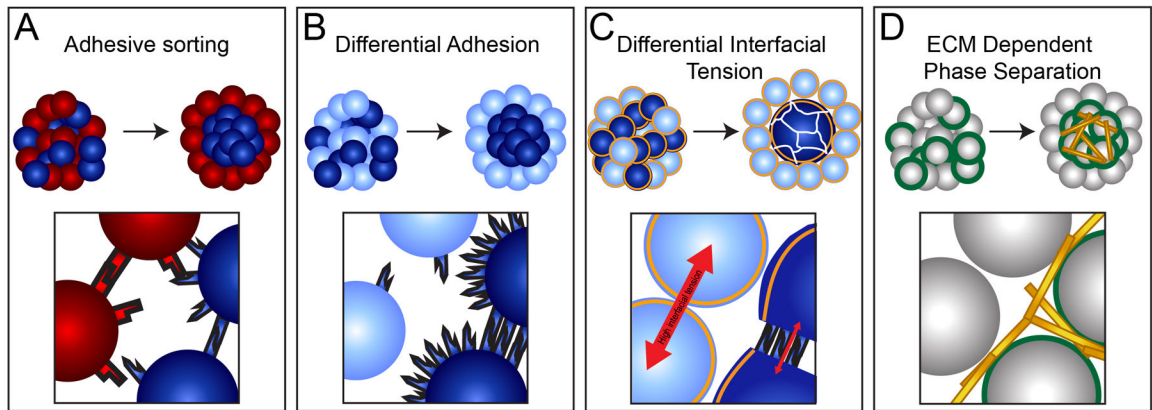 A
Adhesive sorting
B
Differential Adhesion
C
Differential Interfacial
Tension
D
ECM Dependent
Phase Separation
High interfacial tension